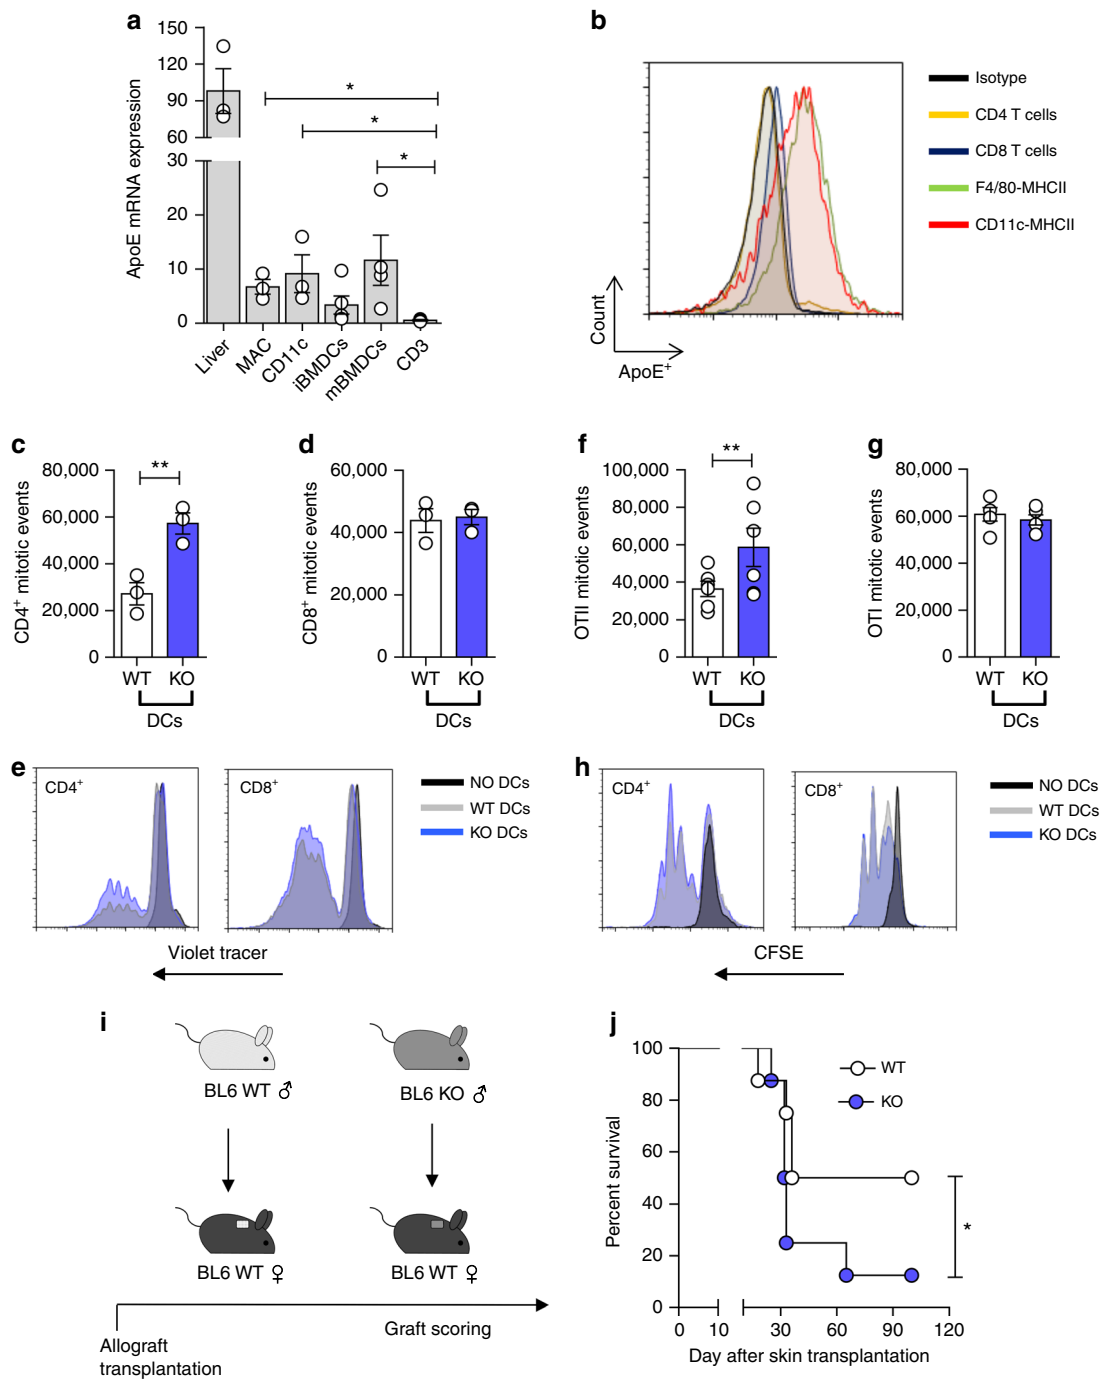 a
150
120
90
60
30
20
10
0
ApoE mRNA expression
*
*
*
Liver
MAC
CD11c
iBMDCs
mBMDCs
CD3
b
Count
ApoE+
Isotype
CD4 T cells
CD8 T cells
F4/80-MHCII
CD11c-MHCII
c
80,000
60,000
40,000
20,000
0
CD4+ mitotic events
**
WT KO
DCs
d
60,000
40,000
20,000
0
CD8+ mitotic events
WT KO
DCs
f
100,000
80,000
60,000
40,000
20,000
0
OTII mitotic events
**
WT KO
DCs
g
80,000
60,000
40,000
20,000
0
OTI mitotic events
WT KO
DCs
e
CD4+
CD8+
NO DCs
WT DCs
KO DCs
Violet tracer
h
CD4+
CD8+
NO DCs
WT DCs
KO DCs
CFSE
i
BL6 WT ♂
BL6 KO ♂
BL6 WT ♀
BL6 WT ♀
Graft scoring
Allograft
transplantation
j
100
80
60
40
20
0
Percent survival
WT
KO
*
0 10 30 60 90 120
Day after skin transplantation